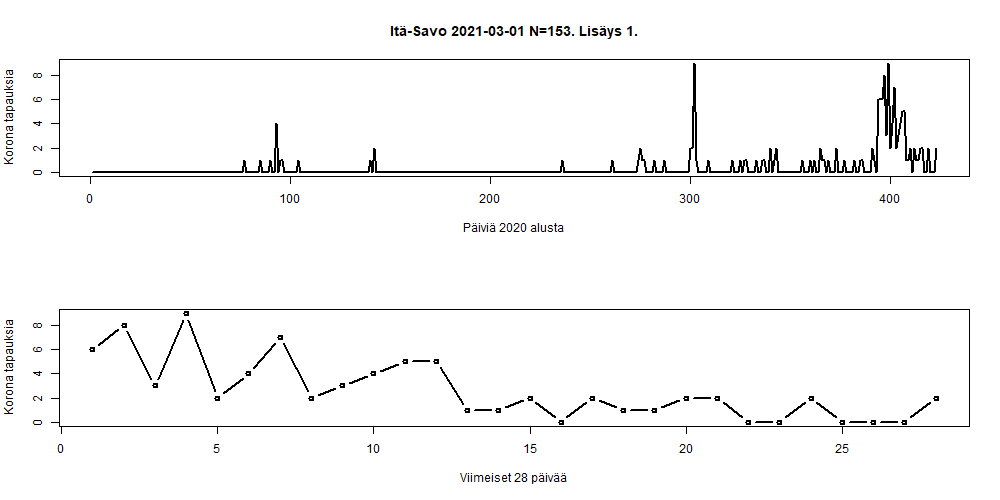 Itä-Savo 2021-03-01 N=153. Lisäys 1.
Korona tapauksia
8
6
4
2
0
0 100 200 300 400
Päiviä 2020 alusta
Korona tapauksia
8
6
4
2
0
0 5 10 15 20 25
Viimeiset 28 päivää